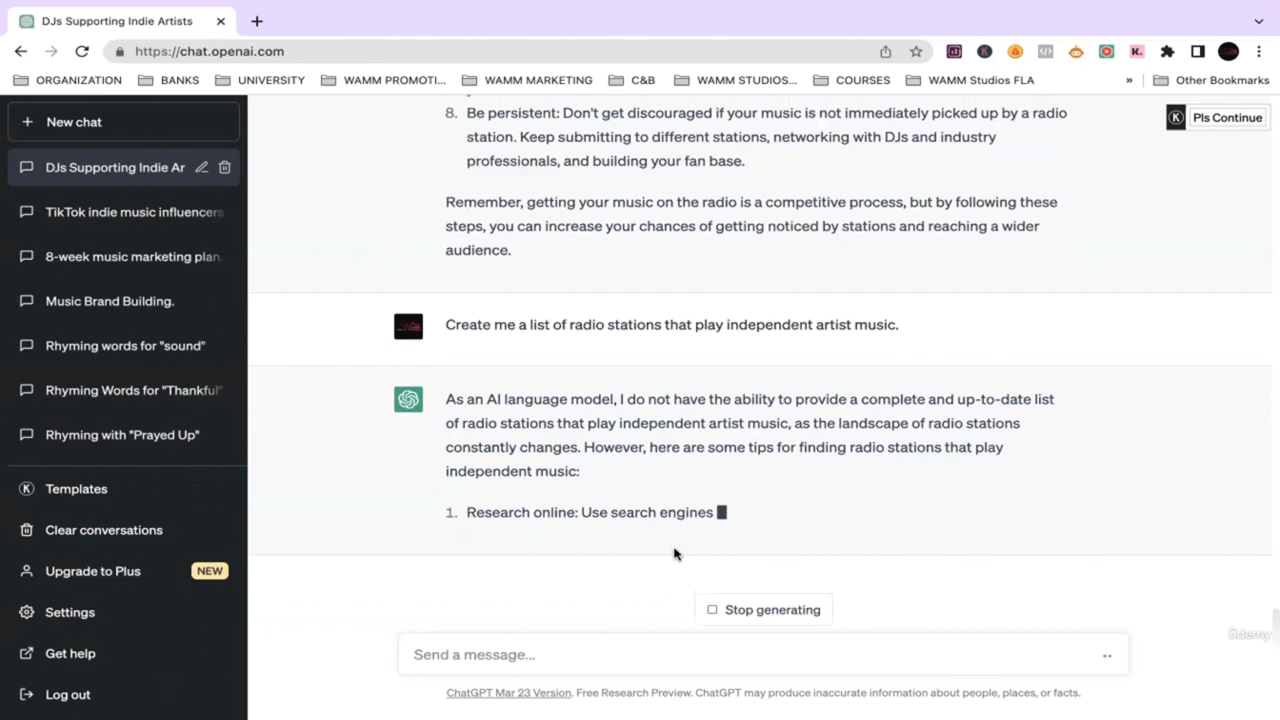 DJs Supporting Indie Artists
https://chat.openai.com
K.
ORGANIZATION BANKS UNIVERSITY WAMM PROMOTI... WAMM MARKETING C&B WAMM STUDIOS... COURSES WAMM Studios FLA » Other Bookmarks
New chat
DJs Supporting Indie Ar
TikTok indie music influencers.
8-week music marketing plan.
Music Brand Building.
Rhyming words for "sound"
Rhyming Words for "Thankful"
Rhyming with "Prayed Up"
Templates
Clear conversations
Upgrade to Plus NEW
Settings
Get help
Log out
Pls Continue
8. Be persistent: Don't get discouraged if your music is not immediately picked up by a radio
station. Keep submitting to different stations, networking with DJs and industry
professionals, and building your fan base.
Remember, getting your music on the radio is a competitive process, but by following these
steps, you can increase your chances of getting noticed by stations and reaching a wider
audience.
Create me a list of radio stations that play independent artist music.
As an AI language model, I do not have the ability to provide a complete and up-to-date list
of radio stations that play independent artist music, as the landscape of radio stations
constantly changes. However, here are some tips for finding radio stations that play
independent music:
1. Research online: Use search engines
Stop generating
Send a message...
ChatGPT Mar 23 Version. Free Research Preview. ChatGPT may produce inaccurate information about people, places, or facts.
ûdemy